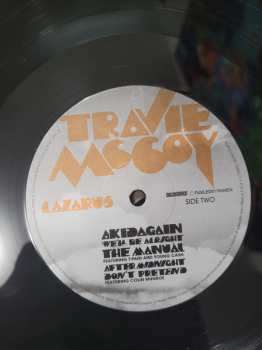 TRAVIE
McCOY
LAZARUS
SIDE TWO
AKIDAGAIN
WE'LL BE ALRIGHT
THE MANUAL
FEATURING T-PAIN AND YOUNG CASH
AFTER MIDNIGHT
DON'T PRETEND
FEATURING COLIN MUNROE